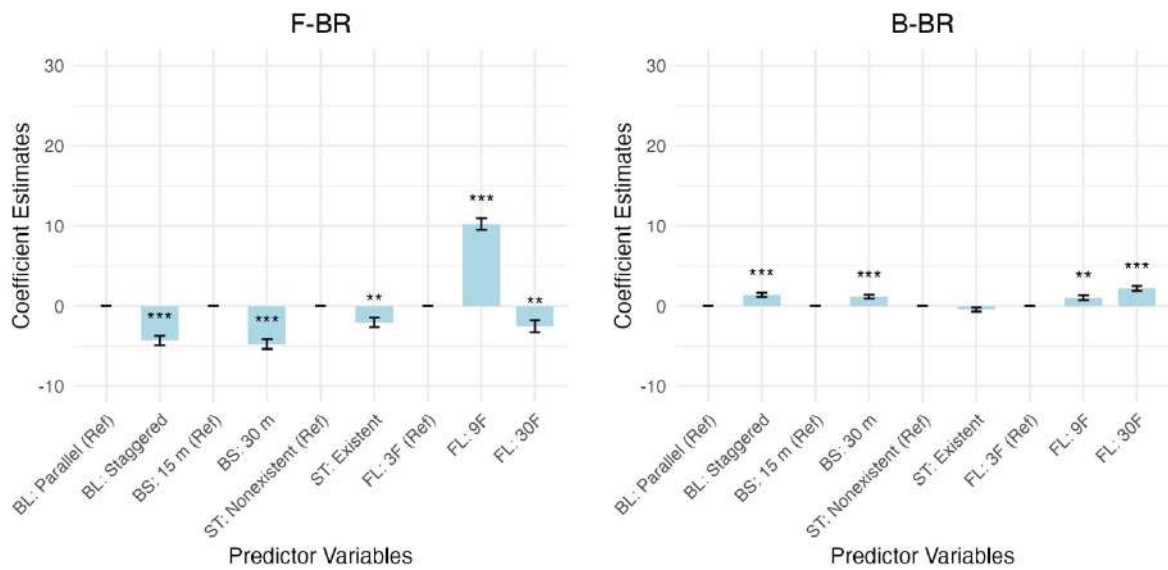 F-BR
Coefficient Estimates
30
20
10
0
-10
***
***
**
***
**
BL: Parallel (Ref)
BL: Staggered
BS: 15 m (Ref)
BS: 30 m
ST: Nonexistent (Ref)
ST: Existent
FL: 3F (Ref)
FL: 9F
FL: 30F
Predictor Variables
B-BR
Coefficient Estimates
30
20
10
0
-10
***
***
**
***
BL: Parallel (Ref)
BL: Staggered
BS: 15 m (Ref)
BS: 30 m
ST: Nonexistent (Ref)
ST: Existent
FL: 3F (Ref)
FL: 9F
FL: 30F
Predictor Variables